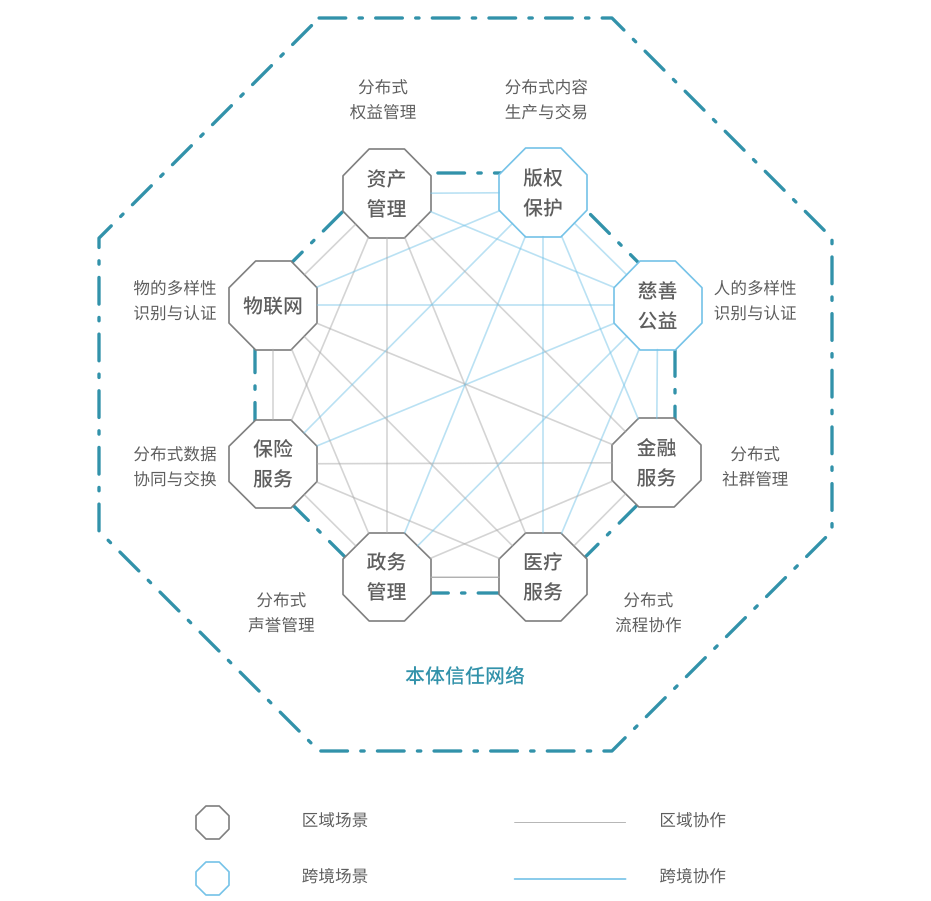 分布式
权益管理
分布式内容
生产与交易
资产
管理
版权
保护
物的多样性
识别与认证
物联网
慈善
公益
人的多样性
识别与认证
分布式数据
协同与交换
保险
服务
金融
服务
分布式
社群管理
政务
管理
医疗
服务
分布式
声誉管理
分布式
流程协作
本体信任网络
区域场景
区域协作
跨境场景
跨境协作